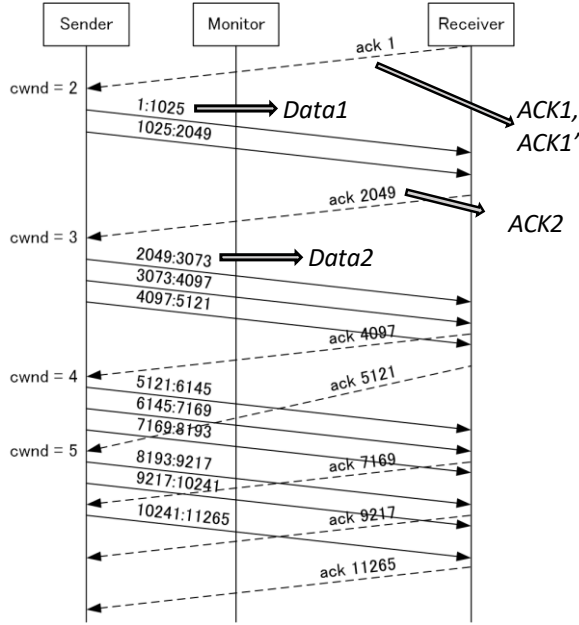 Sender Monitor Receiver
ack 1
cwnd = 2
1:1025
Data1
ACK1,
ACK1’
1025:2049
ack 2049
ACK2
cwnd = 3
2049:3073
Data2
3073:4097
4097:5121
ack 4097
cwnd = 4
ack 5121
5121:6145
6145:7169
7169:8193
cwnd = 5
8193:9217
ack 7169
9217:10241
10241:11265
ack 9217
ack 11265